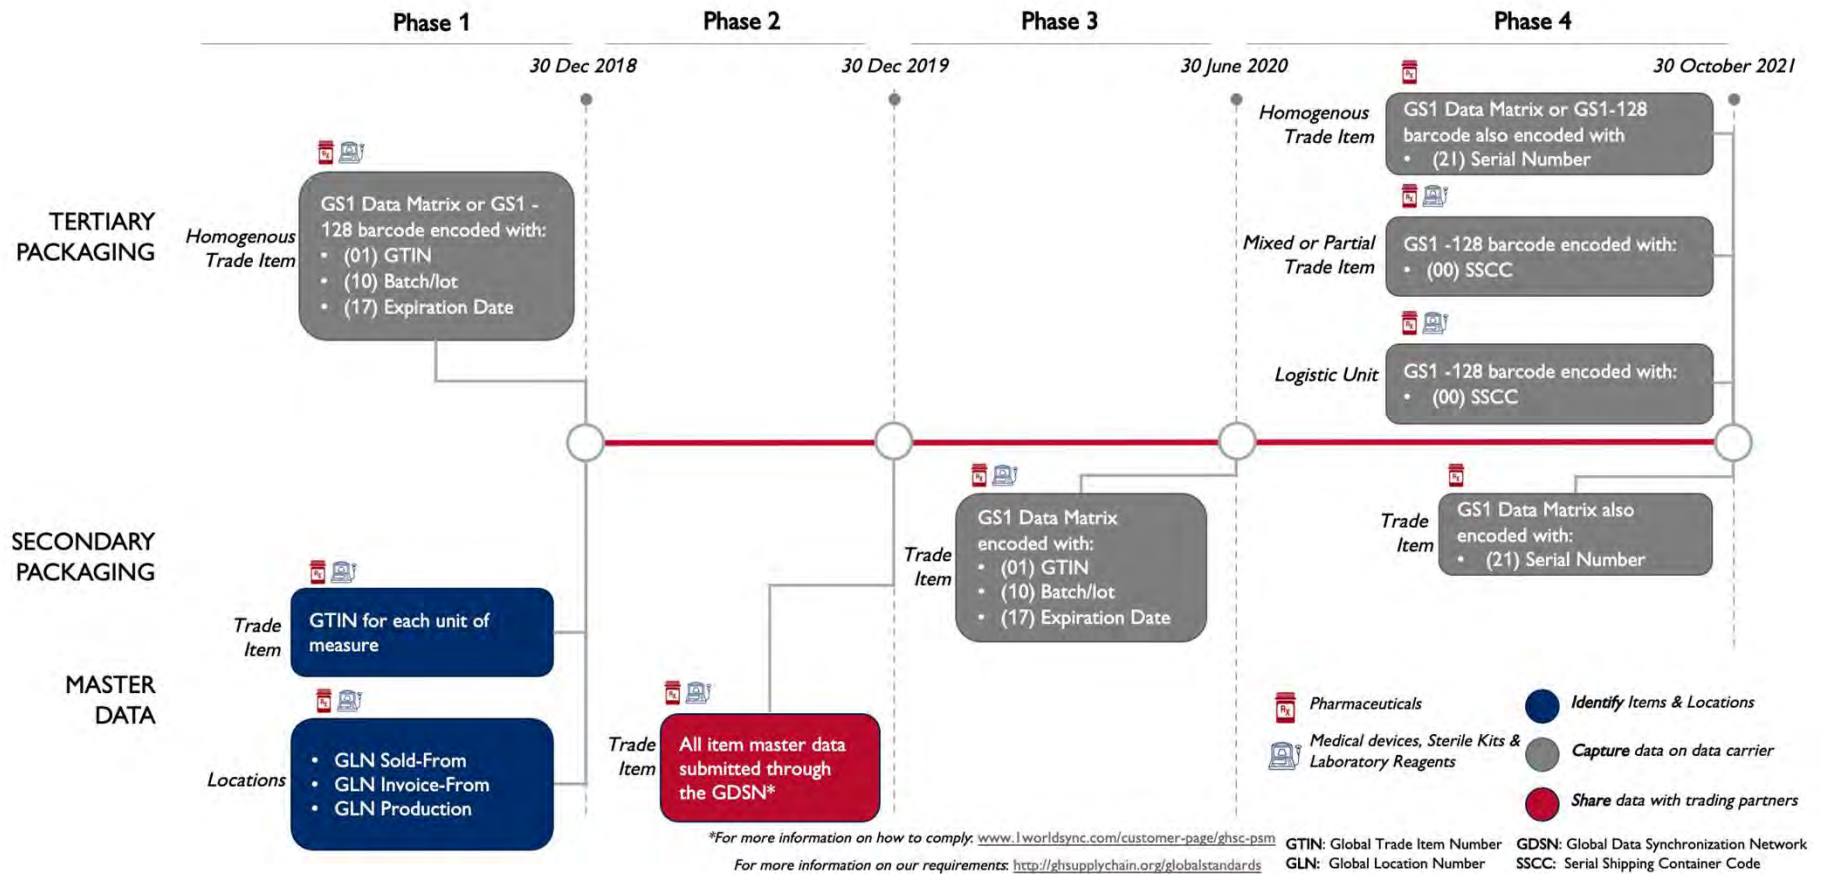 Phase 1
Phase 2
Phase 3
Phase 4
30 Dec 2018
30 Dec 2019
30 June 2020
30 October 2021
TERTIARY
PACKAGING
Homogenous
Trade Item
GS1 Data Matrix or GS1 -
128 barcode encoded with:
• (01) GTIN
• (10) Batch/lot
• (17) Expiration Date
Homogenous
Trade Item
GS1 Data Matrix or GS1-128
barcode also encoded with
• (21) Serial Number
Mixed or Partial
Trade Item
GS1 -128 barcode encoded with:
• (00) SSCC
Logistic Unit
GS1 -128 barcode encoded with:
• (00) SSCC
SECONDARY
PACKAGING
Trade
Item
GS1 Data Matrix
encoded with:
• (01) GTIN
• (10) Batch/lot
• (17) Expiration Date
Trade
Item
GS1 Data Matrix also
encoded with:
• (21) Serial Number
MASTER
DATA
Trade
Item
GTIN for each unit of
measure
Locations
• GLN Sold-From
• GLN Invoice-From
• GLN Production
Trade
Item
All item master data
submitted through
the GDSN*
Rx Pharmaceuticals
Medical devices, Sterile Kits &
Laboratory Reagents
Identify Items & Locations
Capture data on data carrier
Share data with trading partners
*For more information on how to comply: www.1worldsync.com/customer-page/ghsc-psm
For more information on our requirements: http://ghsupplychain.org/globalstandards
GTIN: Global Trade Item Number GDSN: Global Data Synchronization Network
GLN: Global Location Number SSCC: Serial Shipping Container Code